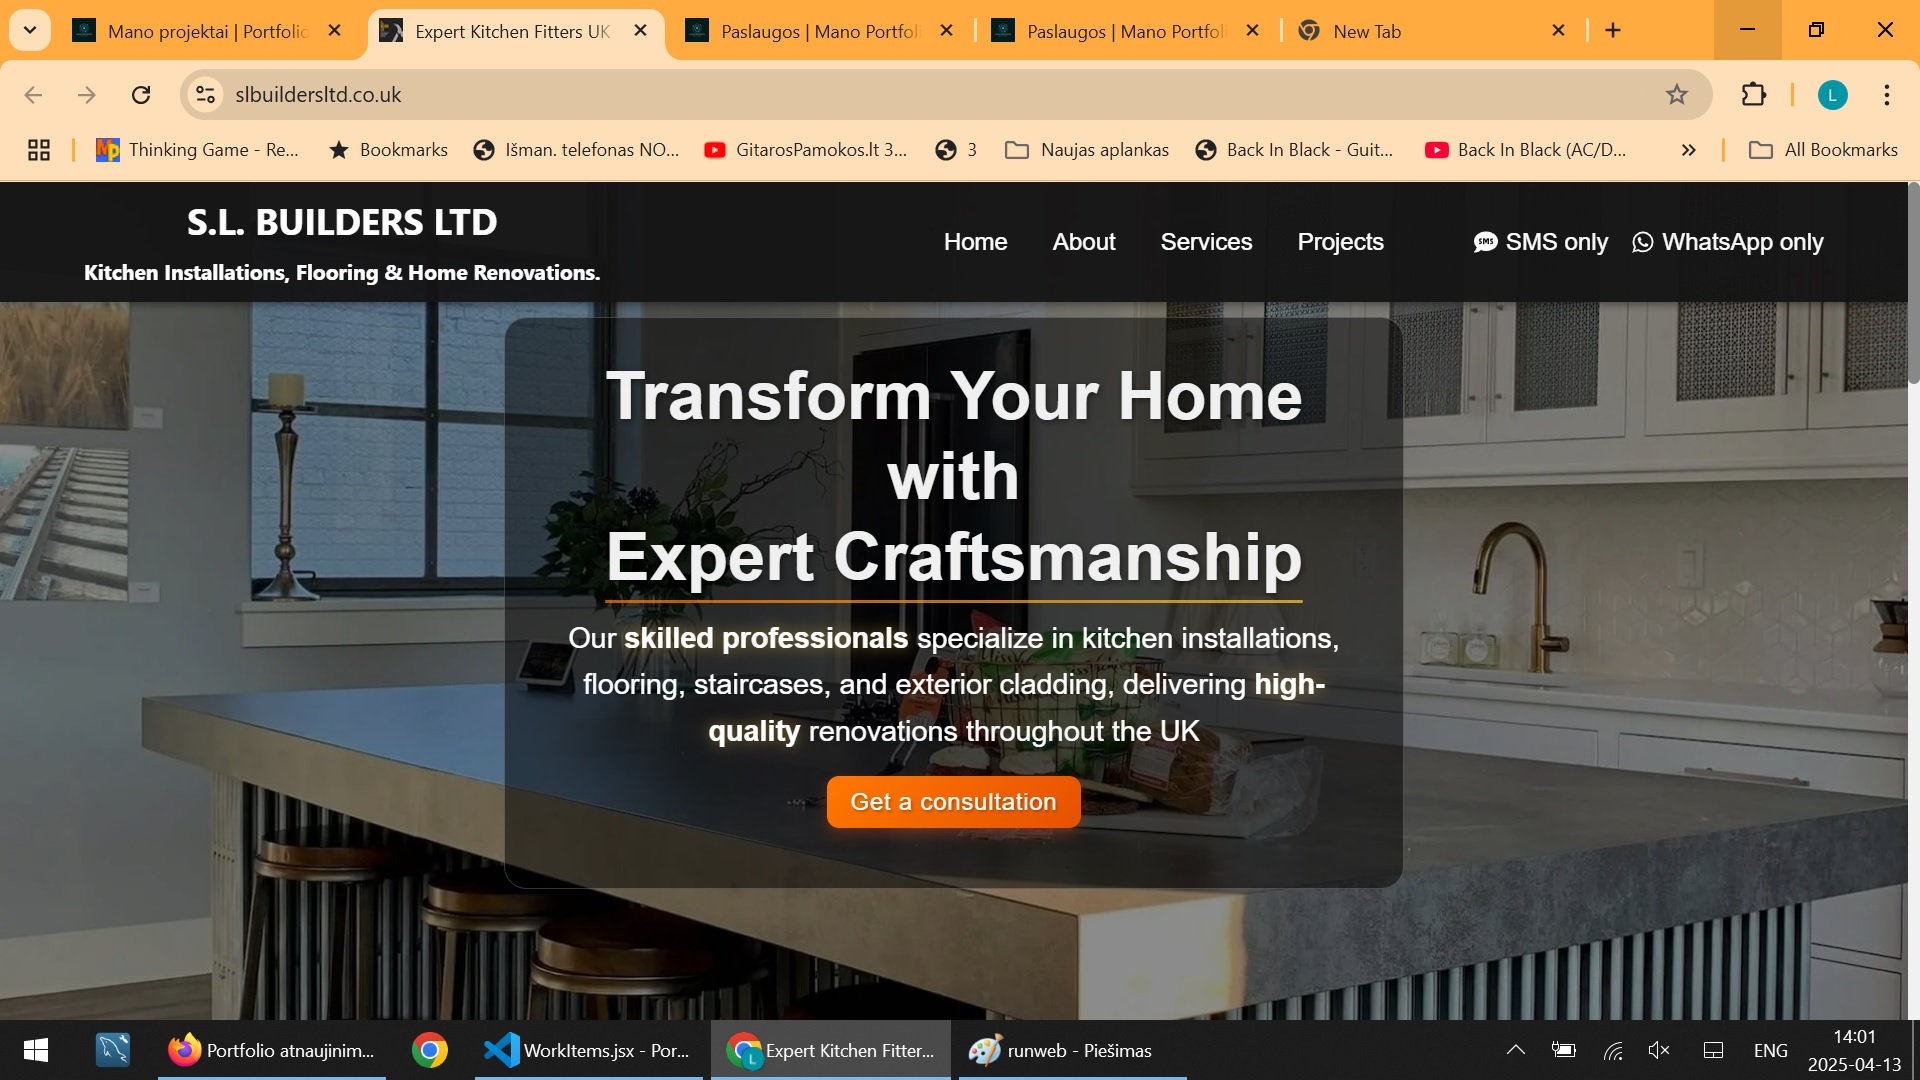 Mano projektai | Portfolio
Expert Kitchen Fitters UK
Paslaugos | Mano Portfoli
Paslaugos | Mano Portfoli
New Tab
slbuildersltd.co.uk
L
Thinking Game - Re...
Bookmarks
Išman. telefonas NO...
GitarosPamokos.lt 3...
3
Naujas aplankas
Back In Black - Guit...
Back In Black (AC/D...
All Bookmarks
S.L. BUILDERS LTD
Kitchen Installations, Flooring & Home Renovations.
Home
About
Services
Projects
SMS
SMS only
WhatsApp only
Transform Your Home
with
Expert Craftsmanship
Our skilled professionals specialize in kitchen installations,
flooring, staircases, and exterior cladding, delivering high-
quality renovations throughout the UK
Get a consultation
Portfolio atnaujinim...
WorkItems.jsx - Por...
L
Expert Kitchen Fitter...
runweb - Piešimas
ENG
14:01
2025-04-13